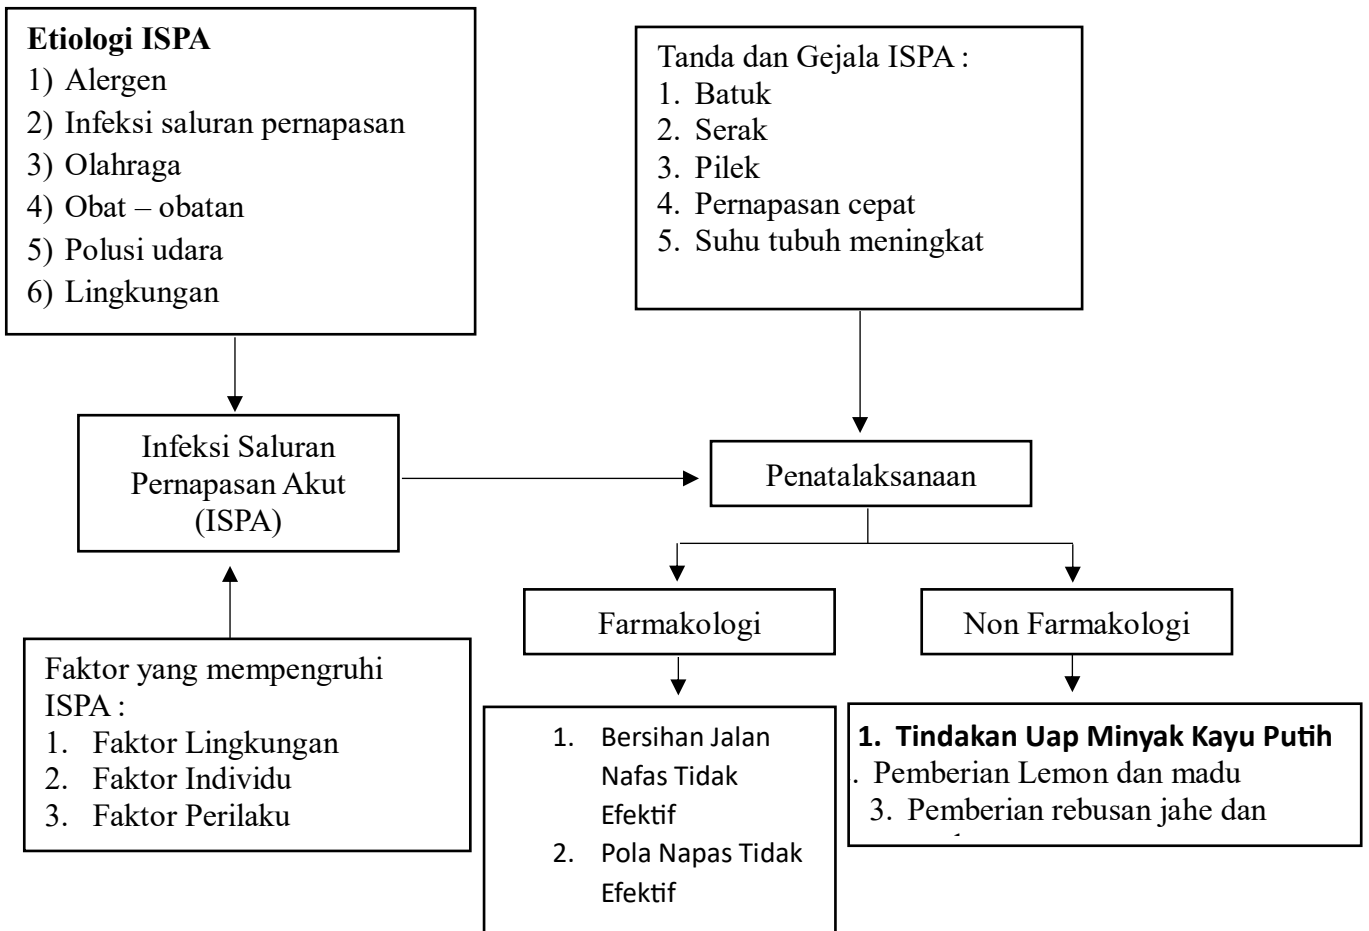 Etiologi ISPA
1) Alergen
2) Infeksi saluran pernapasan
3) Olahraga
4) Obat – obatan
5) Polusi udara
6) Lingkungan
Tanda dan Gejala ISPA :
1. Batuk
2. Serak
3. Pilek
4. Pernapasan cepat
5. Suhu tubuh meningkat
Infeksi Saluran
Pernapasan Akut
(ISPA)
Penatalaksanaan
Farmakologi
Non Farmakologi
Faktor yang mempengruhi
ISPA :
1. Faktor Lingkungan
2. Faktor Individu
3. Faktor Perilaku
1. Bersihan Jalan
Nafas Tidak
Efektif
2. Pola Napas Tidak
Efektif
1. Tindakan Uap Minyak Kayu Putih
. Pemberian Lemon dan madu
3. Pemberian rebusan jahe dan